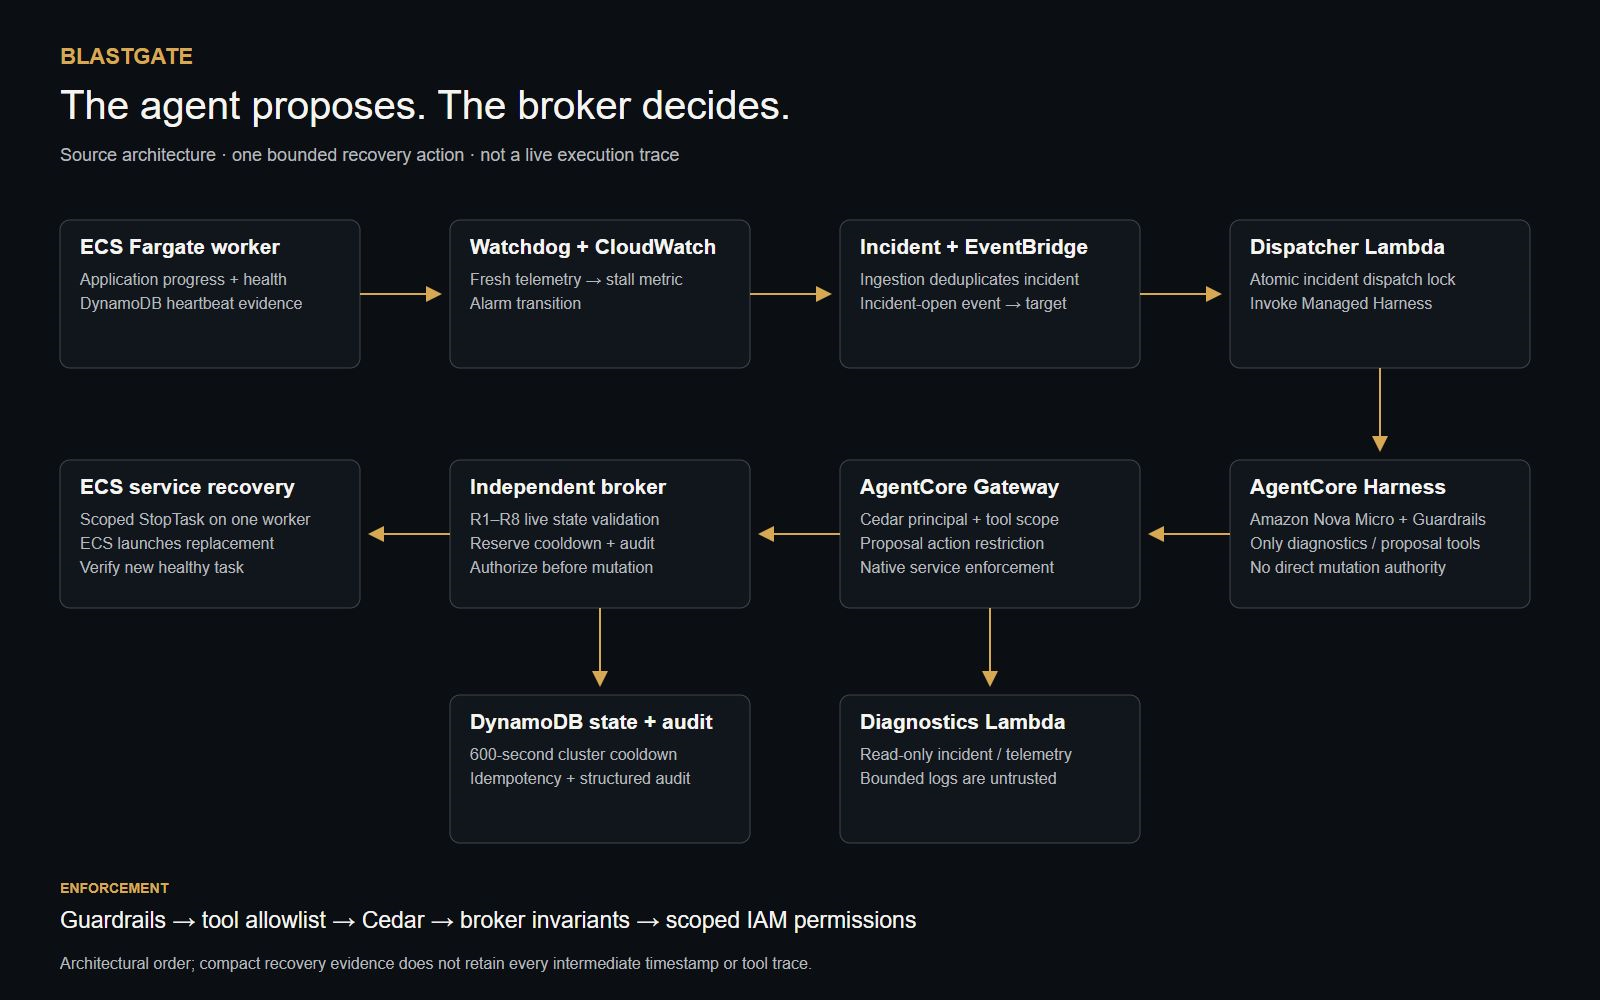 BLASTGATE
The agent proposes. The broker decides.
Source architecture · one bounded recovery action · not a live execution trace
ECS Fargate worker
Application progress + health
DynamoDB heartbeat evidence
Watchdog + CloudWatch
Fresh telemetry → stall metric
Alarm transition
Incident + EventBridge
Ingestion deduplicates incident
Incident-open event → target
Dispatcher Lambda
Atomic incident dispatch lock
Invoke Managed Harness
ECS service recovery
Scoped StopTask on one worker
ECS launches replacement
Verify new healthy task
Independent broker
R1–R8 live state validation
Reserve cooldown + audit
Authorize before mutation
AgentCore Gateway
Cedar principal + tool scope
Proposal action restriction
Native service enforcement
AgentCore Harness
Amazon Nova Micro + Guardrails
Only diagnostics / proposal tools
No direct mutation authority
DynamoDB state + audit
600-second cluster cooldown
Idempotency + structured audit
Diagnostics Lambda
Read-only incident / telemetry
Bounded logs are untrusted
ENFORCEMENT
Guardrails → tool allowlist → Cedar → broker invariants → scoped IAM permissions
Architectural order; compact recovery evidence does not retain every intermediate timestamp or tool trace.